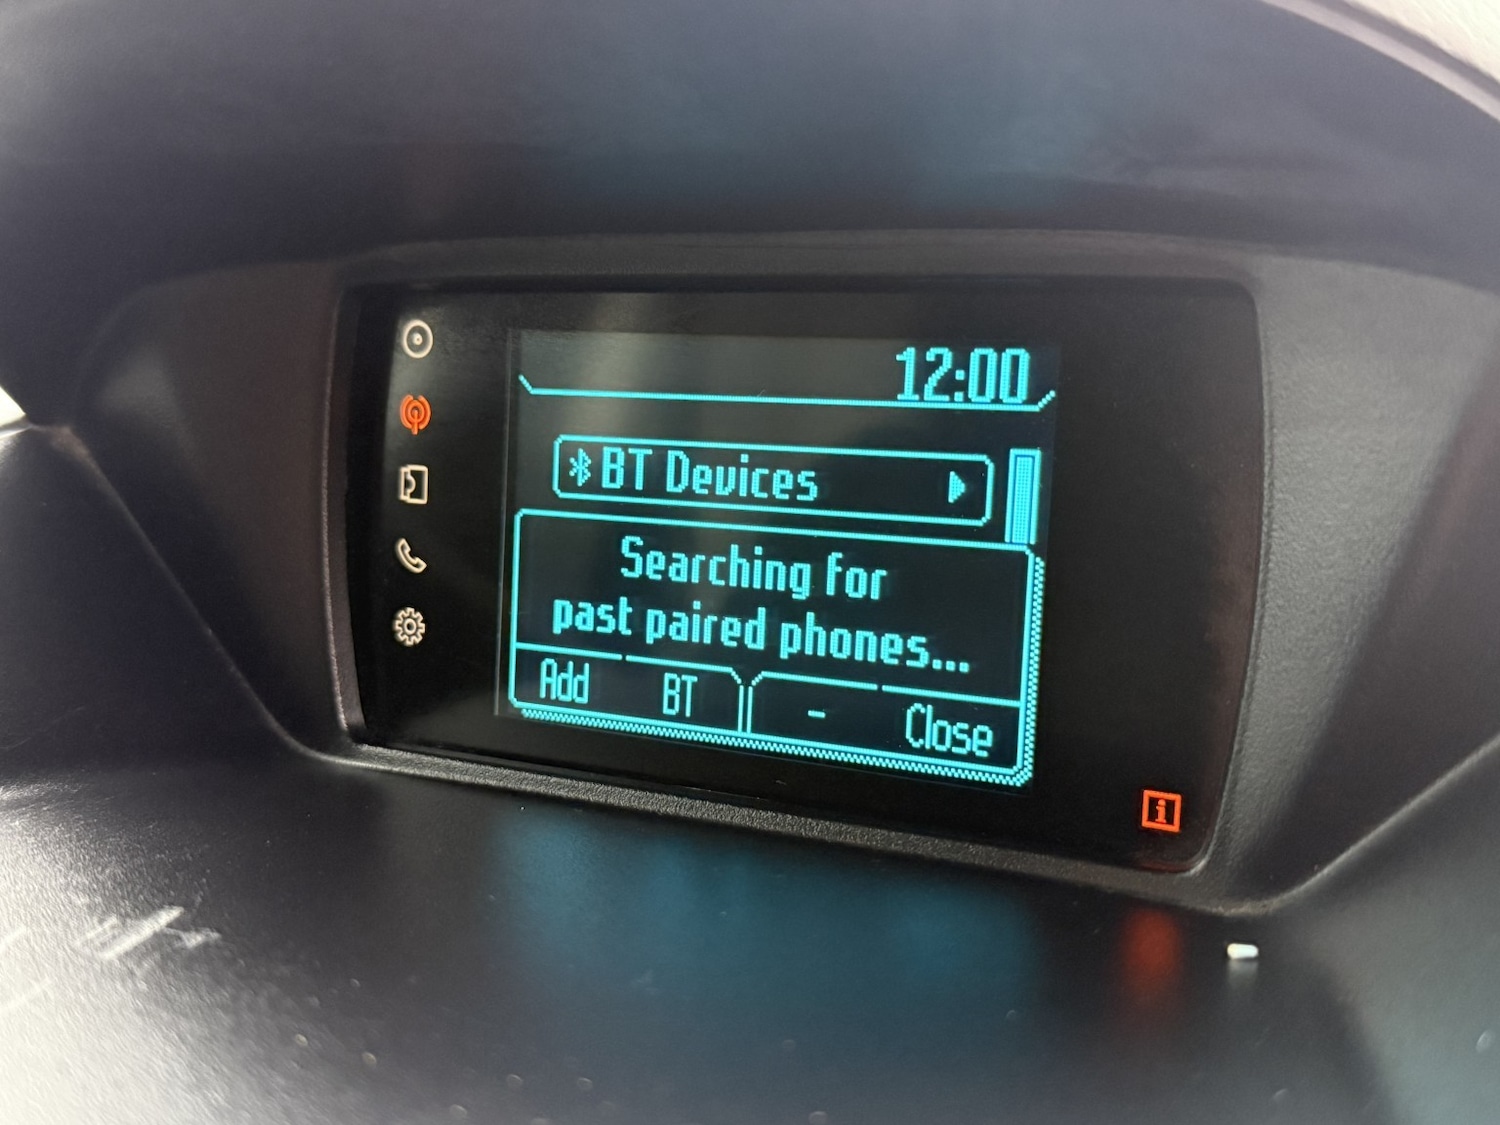 12:00
BT Devices
Searching for
past paired phones...
Add BT - Close
i